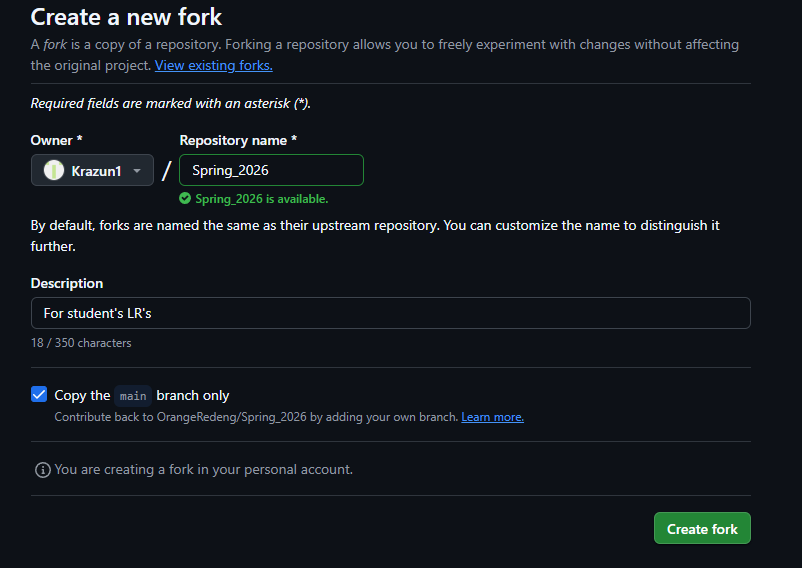 Create a new fork
A fork is a copy of a repository. Forking a repository allows you to freely experiment with changes without affecting
the original project. View existing forks.
Required fields are marked with an asterisk (*).
Owner * Repository name *
Krazun1 / Spring_2026
Spring_2026 is available.
By default, forks are named the same as their upstream repository. You can customize the name to distinguish it
further.
Description
For student's LR's
18 / 350 characters
Copy the main branch only
Contribute back to OrangeRedeng/Spring_2026 by adding your own branch. Learn more.
You are creating a fork in your personal account.
Create fork